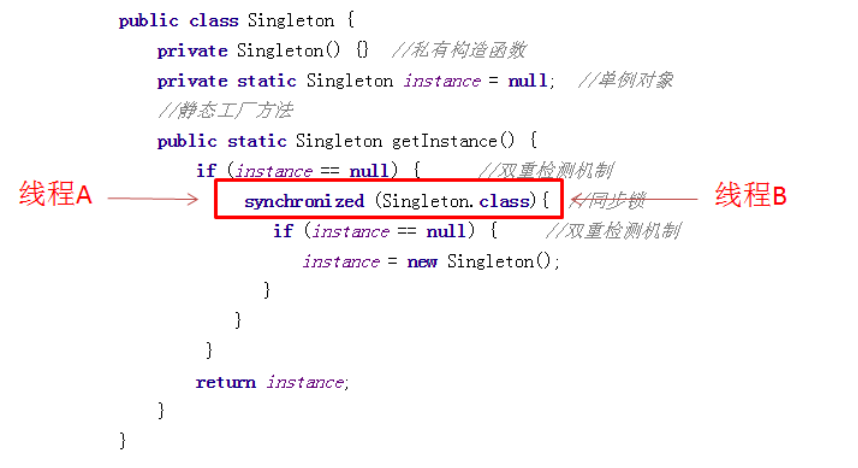 public class Singleton {
private Singleton() {} //私有构造函数
private static Singleton instance = null; //单例对象
//静态工厂方法
public static Singleton getInstance() {
if (instance == null) { //双重检测机制
线程A synchronized (Singleton.class){ //同步锁 线程B
if (instance == null) { //双重检测机制
instance = new Singleton();
}
}
}
return instance;
}
}